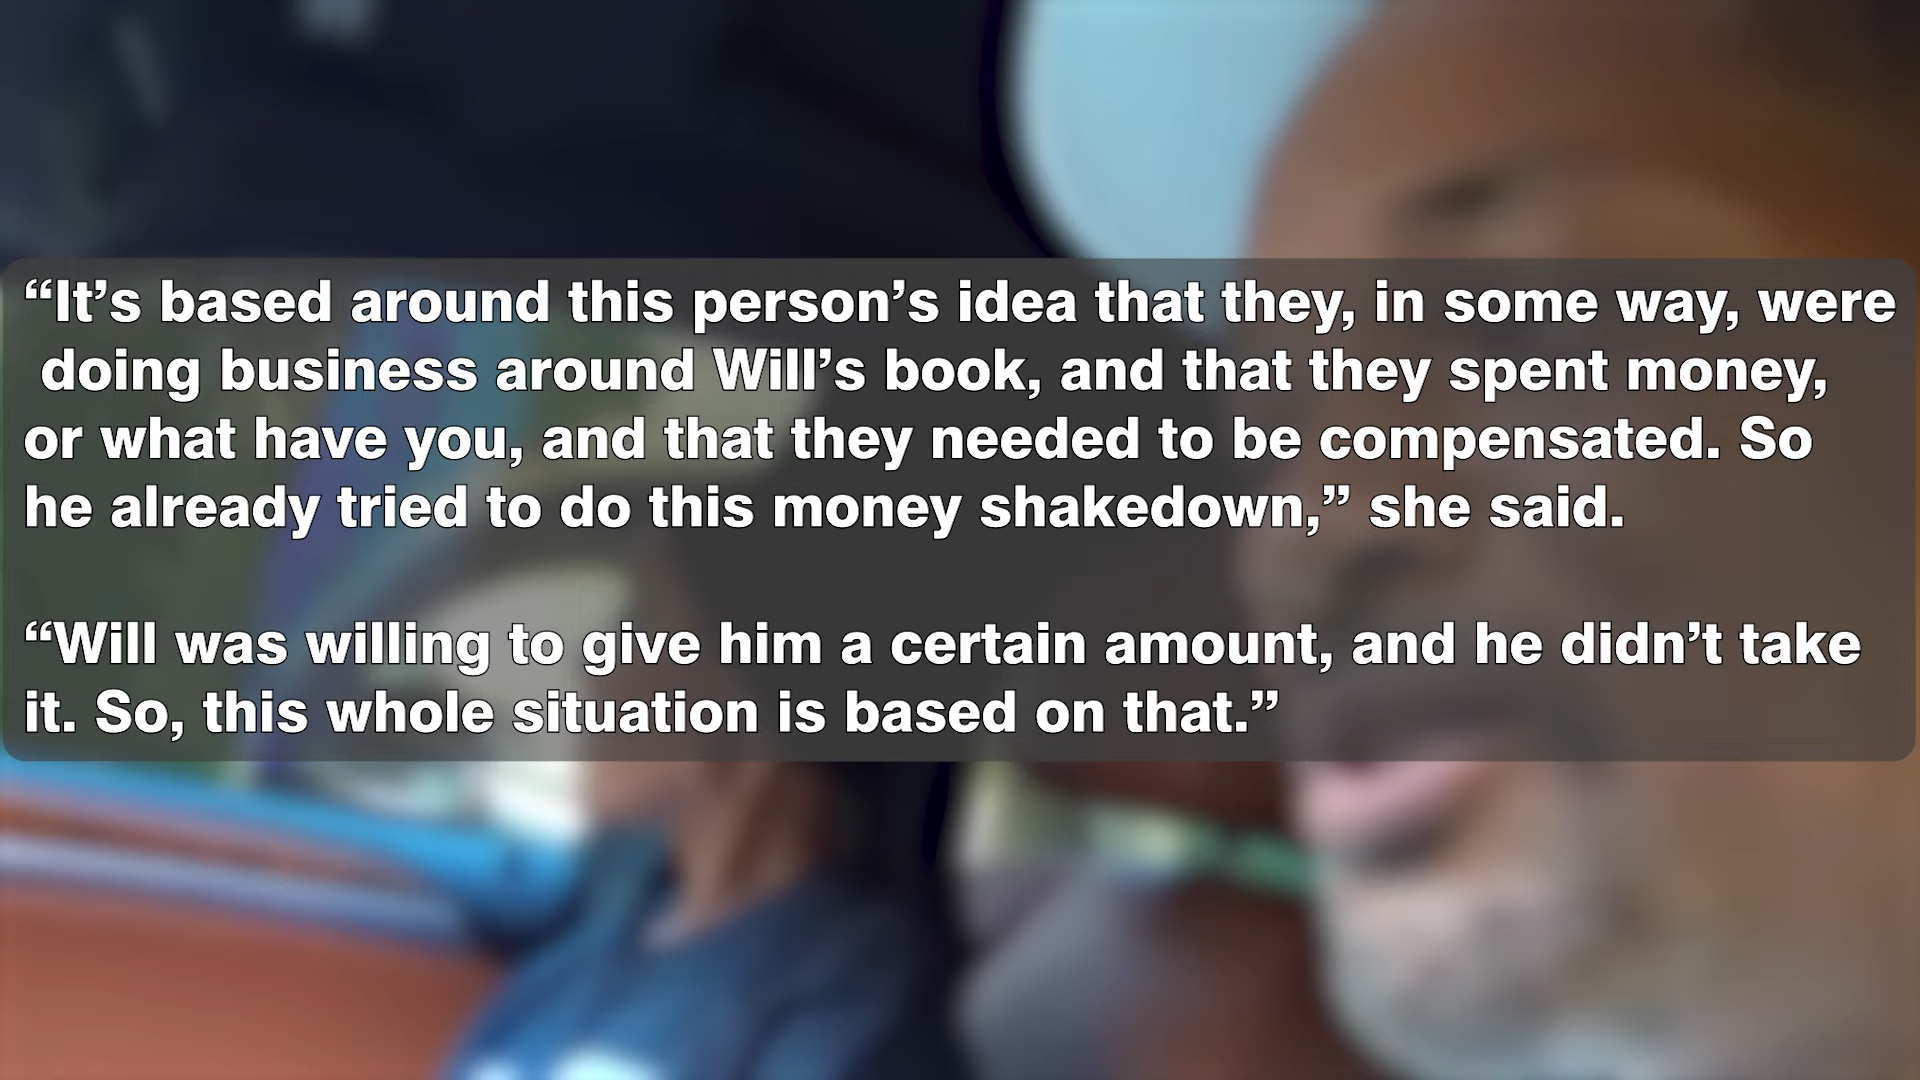 “It’s based around this person’s idea that they, in some way, were
doing business around Will’s book, and that they spent money,
or what have you, and that they needed to be compensated. So
he already tried to do this money shakedown,” she said.
“Will was willing to give him a certain amount, and he didn’t take
it. So, this whole situation is based on that.”